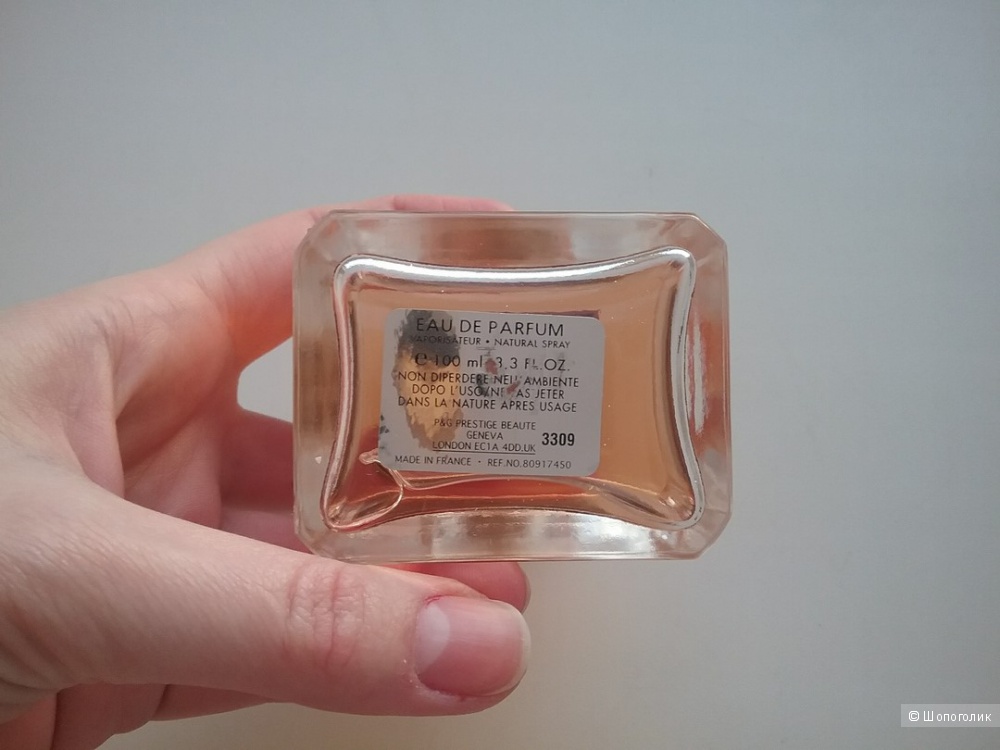 EAU DE PARFUM
VAPORISATEUR • NATURAL SPRAY
℮ 100 ml 3.3 FL.OZ.
NON DIPERDERE NELL'AMBIENTE
DOPO L'USO/NE PAS JETER
DANS LA NATURE APRES USAGE
P&G PRESTIGE BEAUTE
GENEVA
3309
LONDON EC1A 4DD,UK
MADE IN FRANCE • REF.NO.80917450
© Шопоголик